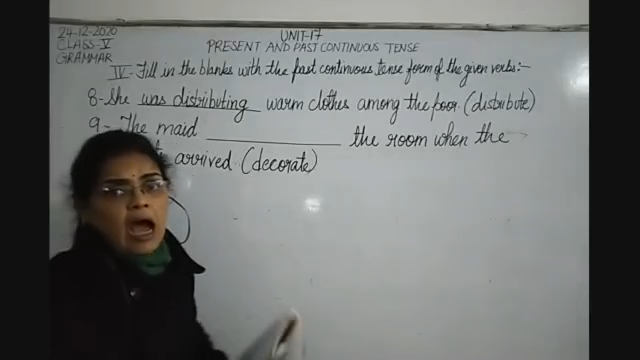 24-12-2020
CLASS-V
GRAMMAR
UNIT-17
PRESENT AND PAST CONTINUOUS TENSE
IV- Fill in the blanks with the past continuous tense form of the given verbs:-
8- She was distributing warm clothes among the poor. (distribute)
9- The maid ____________ the room when the
arrived (decorate)